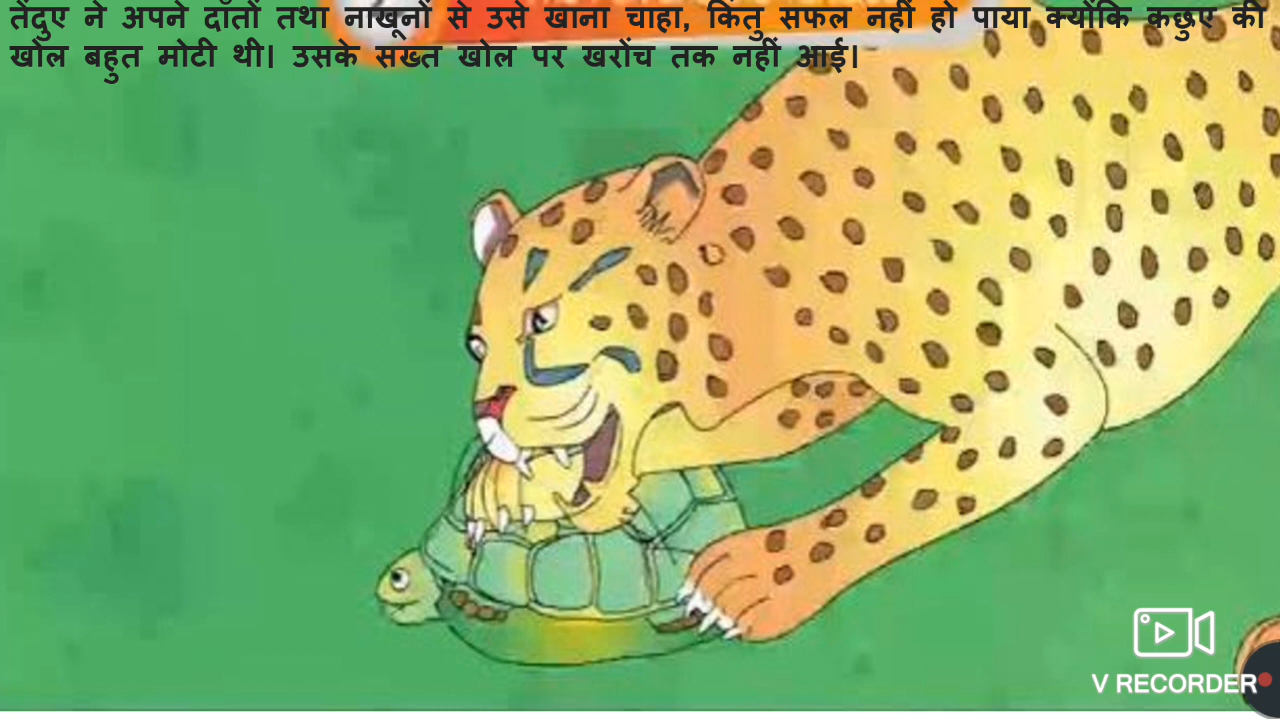 तेंदुए ने अपने दाँतों तथा नाखूनों से उसे खाना चाहा, किंतु सफल नहीं हो पाया क्योंकि कछुए की
खोल बहुत मोटी थी। उसके सख्त खोल पर खरोंच तक नहीं आई।
V RECORDER